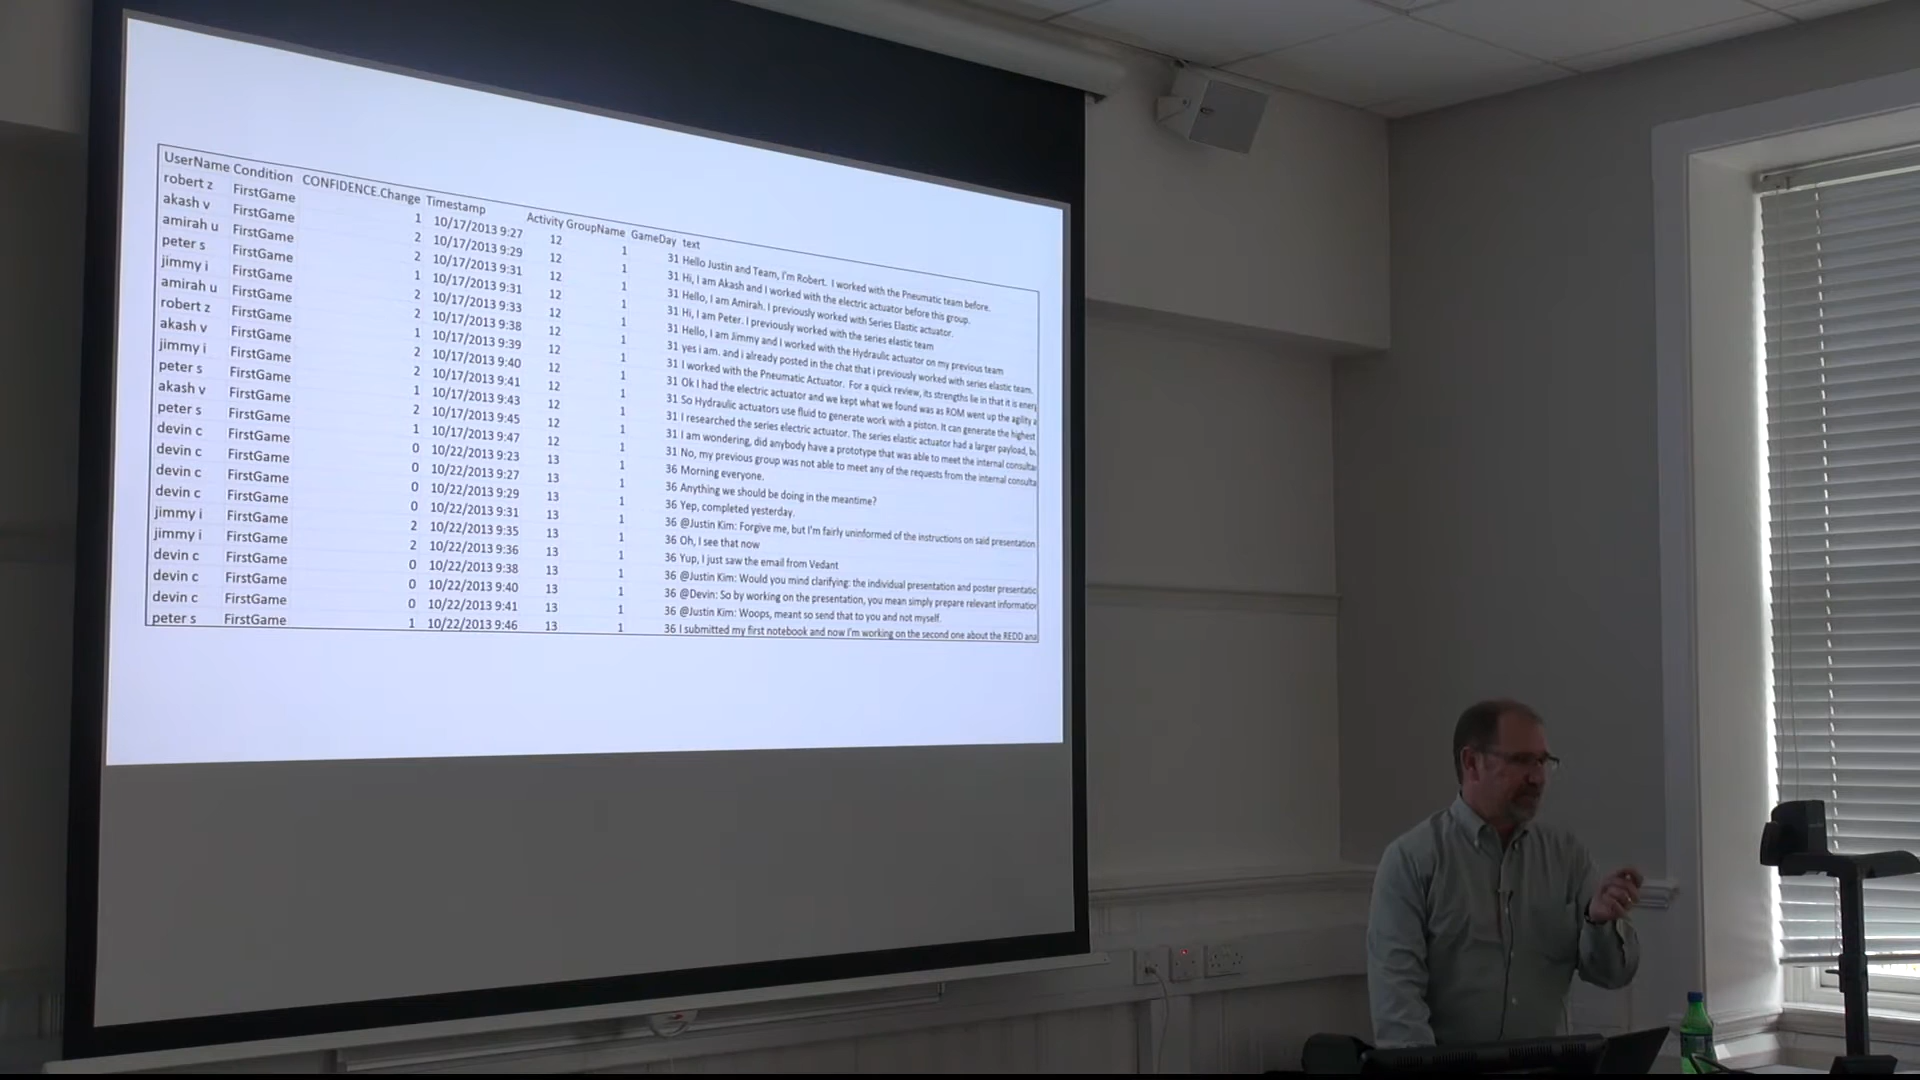 UserName Condition CONFIDENCE.Change Timestamp Activity GroupName GameDay text
robert z FirstGame 1 10/17/2013 9:27 12 1 31 Hello Justin and Team, I'm Robert. I worked with the Pneumatic team before.
akash v FirstGame 2 10/17/2013 9:29 12 1 31 Hi, I am Akash and I worked with the electric actuator before this group.
amirah u FirstGame 2 10/17/2013 9:31 12 1 31 Hello, I am Amirah. I previously worked with Series Elastic actuator.
peter s FirstGame 1 10/17/2013 9:31 12 1 31 Hi, I am Peter. I previously worked with the series elastic team
jimmy i FirstGame 2 10/17/2013 9:33 12 1 31 Hello, I am Jimmy and I worked with the Hydraulic actuator on my previous team
amirah u FirstGame 2 10/17/2013 9:38 12 1 31 yes i am. and i already posted in the chat that i previously worked with series elastic team.
robert z FirstGame 1 10/17/2013 9:39 12 1 31 I worked with the Pneumatic Actuator. For a quick review, its strengths lie in that it is energ
akash v FirstGame 2 10/17/2013 9:40 12 1 31 Ok I had the electric actuator and we kept what we found was as ROM went up the agility a
jimmy i FirstGame 2 10/17/2013 9:41 12 1 31 So Hydraulic actuators use fluid to generate work with a piston. It can generate the highest
peter s FirstGame 1 10/17/2013 9:43 12 1 31 I researched the series electric actuator. The series elastic actuator had a larger payload, bu
akash v FirstGame 2 10/17/2013 9:45 12 1 31 I am wondering, did anybody have a prototype that was able to meet the internal consulta
peter s FirstGame 1 10/17/2013 9:47 12 1 31 No, my previous group was not able to meet any of the requests from the internal consulta
devin c FirstGame 0 10/22/2013 9:23 13 1 36 Morning everyone.
devin c FirstGame 0 10/22/2013 9:27 13 1 36 Anything we should be doing in the meantime?
devin c FirstGame 0 10/22/2013 9:29 13 1 36 Yep, completed yesterday.
devin c FirstGame 0 10/22/2013 9:31 13 1 36 @Justin Kim: Forgive me, but I'm fairly uninformed of the instructions on said presentation
jimmy i FirstGame 2 10/22/2013 9:35 13 1 36 Oh, I see that now
jimmy i FirstGame 2 10/22/2013 9:36 13 1 36 Yup, I just saw the email from Vedant
devin c FirstGame 0 10/22/2013 9:38 13 1 36 @Justin Kim: Would you mind clarifying: the individual presentation and poster presentatio
devin c FirstGame 0 10/22/2013 9:40 13 1 36 @Devin: So by working on the presentation, you mean simply prepare relevant information
devin c FirstGame 0 10/22/2013 9:41 13 1 36 @Justin Kim: Woops, meant so send that to you and not myself.
peter s FirstGame 1 10/22/2013 9:46 13 1 36 I submitted my first notebook and now I'm working on the second one about the REDD ana